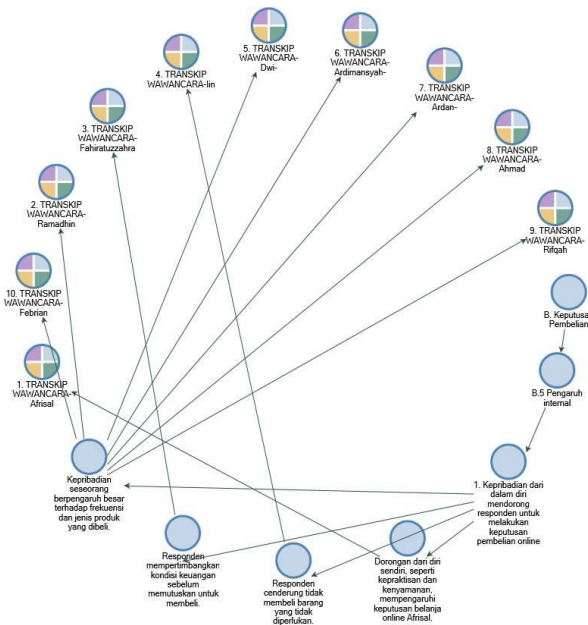 5. TRANSKIP
WAWANCARA-
Dwi-
6. TRANSKIP
WAWANCARA-
Ardimansyah-
4. TRANSKIP
WAWANCARA-Iin
7. TRANSKIP
WAWANCARA-
Ardan-
3. TRANSKIP
WAWANCARA-
Fahiratuzzahra
8. TRANSKIP
WAWANCARA-
Ahmad
2. TRANSKIP
WAWANCARA-
Ramadhin
9. TRANSKIP
WAWANCARA-
Rifqah
10. TRANSKIP
WAWANCARA-
Febrian
B. Keputusa
Pembelian
1. TRANSKIP
WAWANCARA-
Afrisal
B.5 Pengaruh
internal
Kepribadian
seseorang
berpengaruh besar
terhadap frekuensi
dan jenis produk
yang dibeli.
1. Kepribadian dari
dalam diri
mendorong
responden untuk
melakukan
keputusan
pembelian online
Responden
mempertimbangkan
kondisi keuangan
sebelum
memutuskan untuk
membeli.
Responden
cenderung tidak
membeli barang
yang tidak
diperlukan.
Dorongan dari diri
sendiri, seperti
kepraktisan dan
kenyamanan,
mempengaruhi
keputusan belanja
online Afrisal.